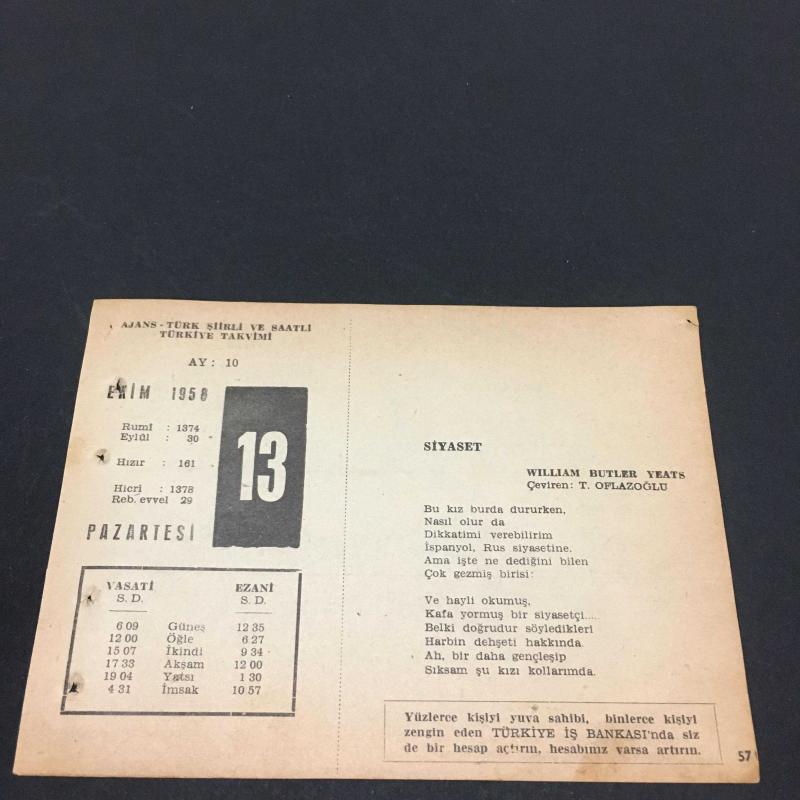 AJANS - TÜRK ŞİİRLİ VE SAATLİ
TÜRKİYE TAKVİMİ
AY : 10
EKİM 1958
Rumî : 1374
Eylûl : 30
Hızır : 161
Hicrî : 1378
Reb. evvel 29
13
PAZARTESİ
VASATİ EZANİ
S. D. S. D.
6 09 Güneş 12 35
12 00 Öğle 6 27
15 07 İkindi 9 34
17 33 Akşam 12 00
19 04 Yatsı 1 30
4 31 İmsak 10 57
SİYASET
WILLIAM BUTLER YEATS
Çeviren: T. OFLAZOĞLU
Bu kız burda dururken,
Nasıl olur da
Dikkatimi verebilirim
İspanyol, Rus siyasetine.
Ama işte ne dediğini bilen
Çok gezmiş birisi:
Ve hayli okumuş,
Kafa yormuş bir siyasetçi....
Belki doğrudur söyledikleri
Harbin dehşeti hakkında.
Ah, bir daha gençleşip
Sıksam şu kızı kollarımda.
Yüzlerce kişiyi yuva sahibi, binlerce kişiyi
zengin eden TÜRKİYE İŞ BANKASI'nda siz
de bir hesap açtırın, hesabınız varsa artırın.
57